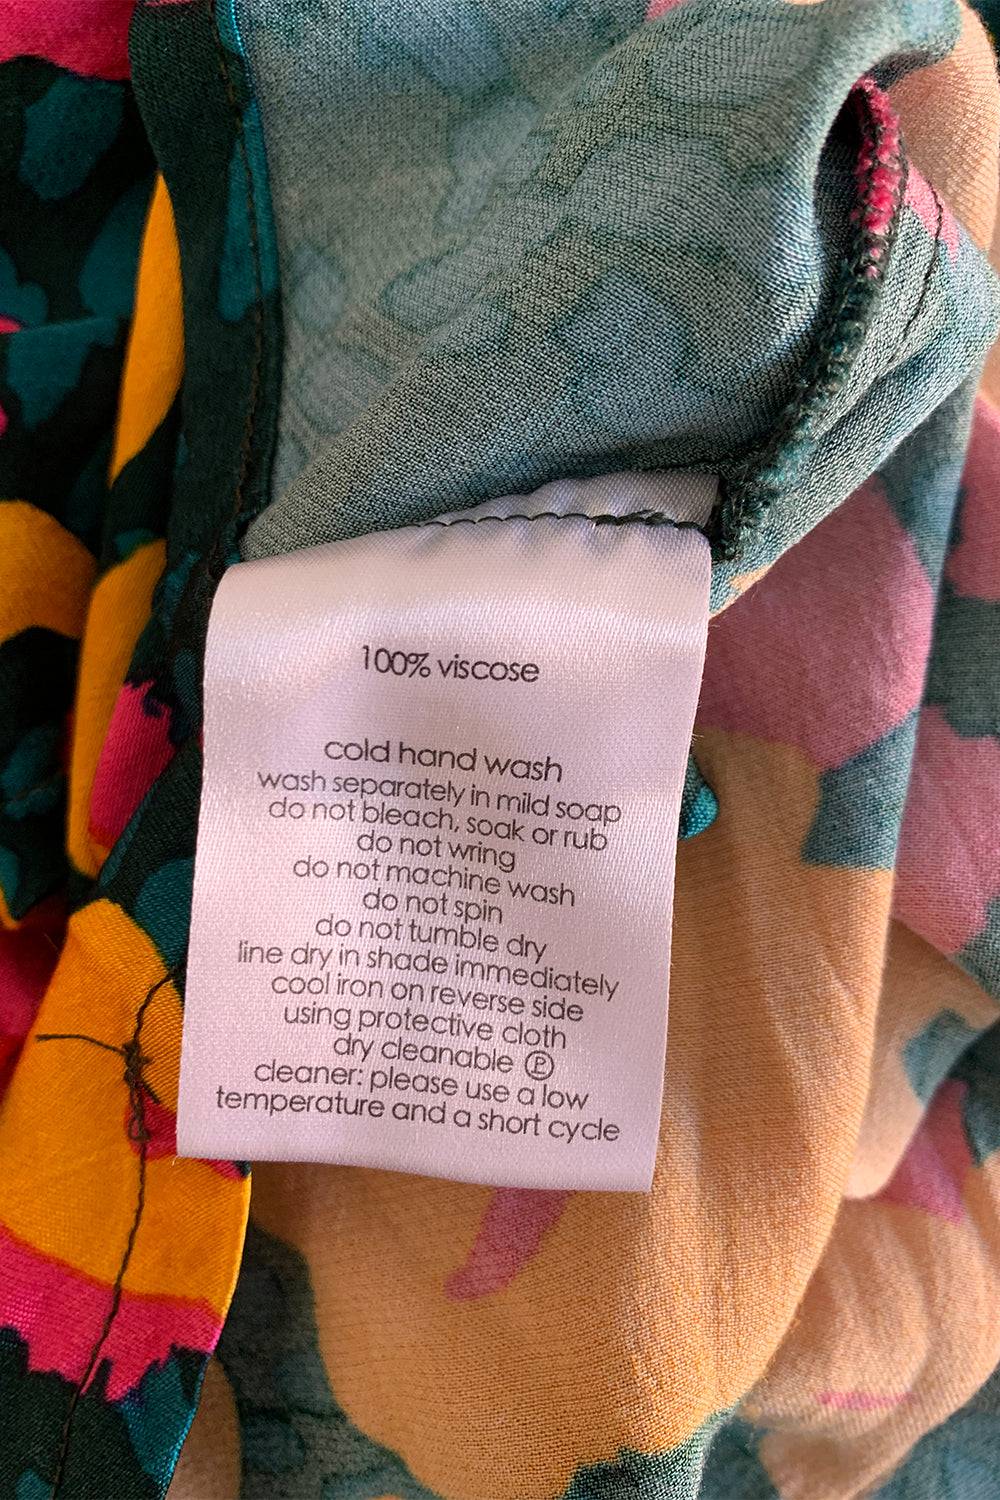 100% viscose
cold hand wash
wash separately in mild soap
do not bleach, soak or rub
do not wring
do not machine wash
do not spin
do not tumble dry
line dry in shade immediately
cool iron on reverse side
using protective cloth
dry cleanable Ⓟ
cleaner: please use a low
temperature and a short cycle